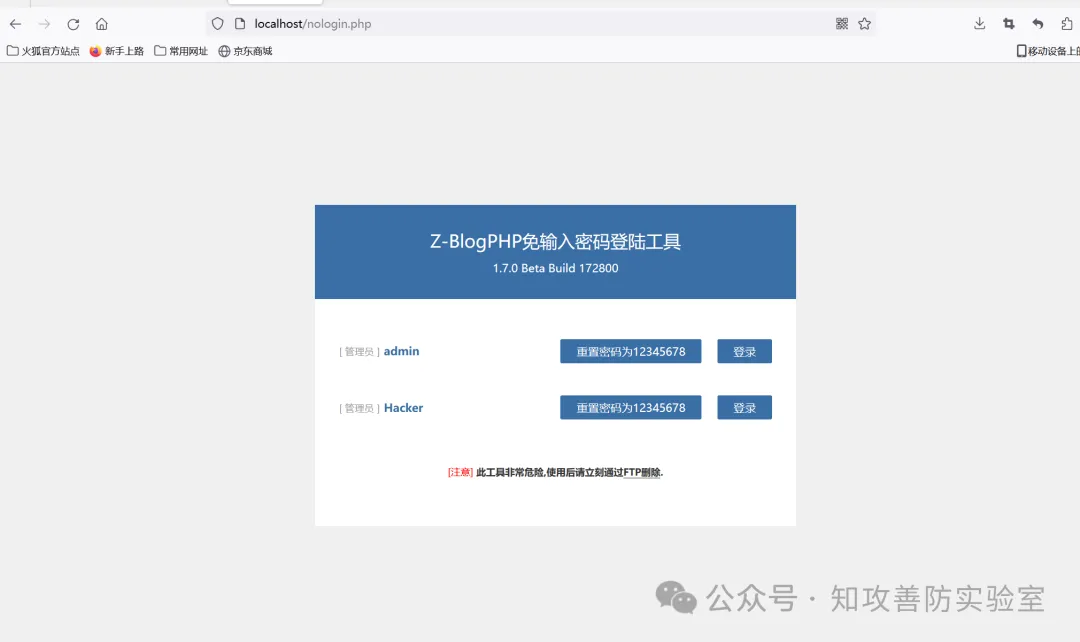 localhost/nologin.php
火狐官方站点 新手上路 常用网址 京东商城 移动设备上的
Z-BlogPHP免输入密码登陆工具
1.7.0 Beta Build 172800
[ 管理员 ] admin 重置密码为12345678 登录
[ 管理员 ] Hacker 重置密码为12345678 登录
[注意] 此工具非常危险,使用后请立刻通过FTP删除.
公众号 · 知攻善防实验室